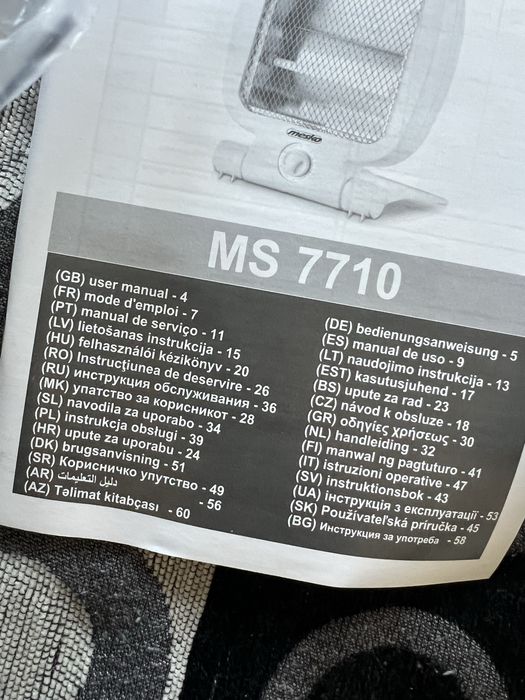 mesko
MS 7710
(GB) user manual - 4
(FR) mode d'emploi - 7
(PT) manual de serviço - 11
(LV) lietošanas instrukcija - 15
(HU) felhasználói kézikönyv - 20
(RO) Instrucţiunea de deservire - 26
(RU) инструкция обслуживания - 36
(MK) упатство за корисникот - 28
(SL) navodila za uporabo - 34
(PL) instrukcja obsługi - 39
(HR) upute za uporabu - 24
(DK) brugsanvisning - 51
(SR) Корисничко упутство - 49
(AR) دليل التعليمات - 56
(AZ) Təlimat kitabçası - 60
(DE) bedienungsanweisung - 5
(ES) manual de uso - 9
(LT) naudojimo instrukcija - 13
(EST) kasutusjuhend - 17
(BS) upute za rad - 23
(CZ) návod k obsluze - 18
(GR) οδηγίες χρήσεως - 30
(NL) handleiding - 32
(FI) manwal ng pagtuturo - 41
(IT) istruzioni operative - 47
(SV) instruktionsbok - 43
(UA) інструкція з експлуатації - 53
(SK) Používateľská príručka - 45
(BG) Инструкция за употреба - 58